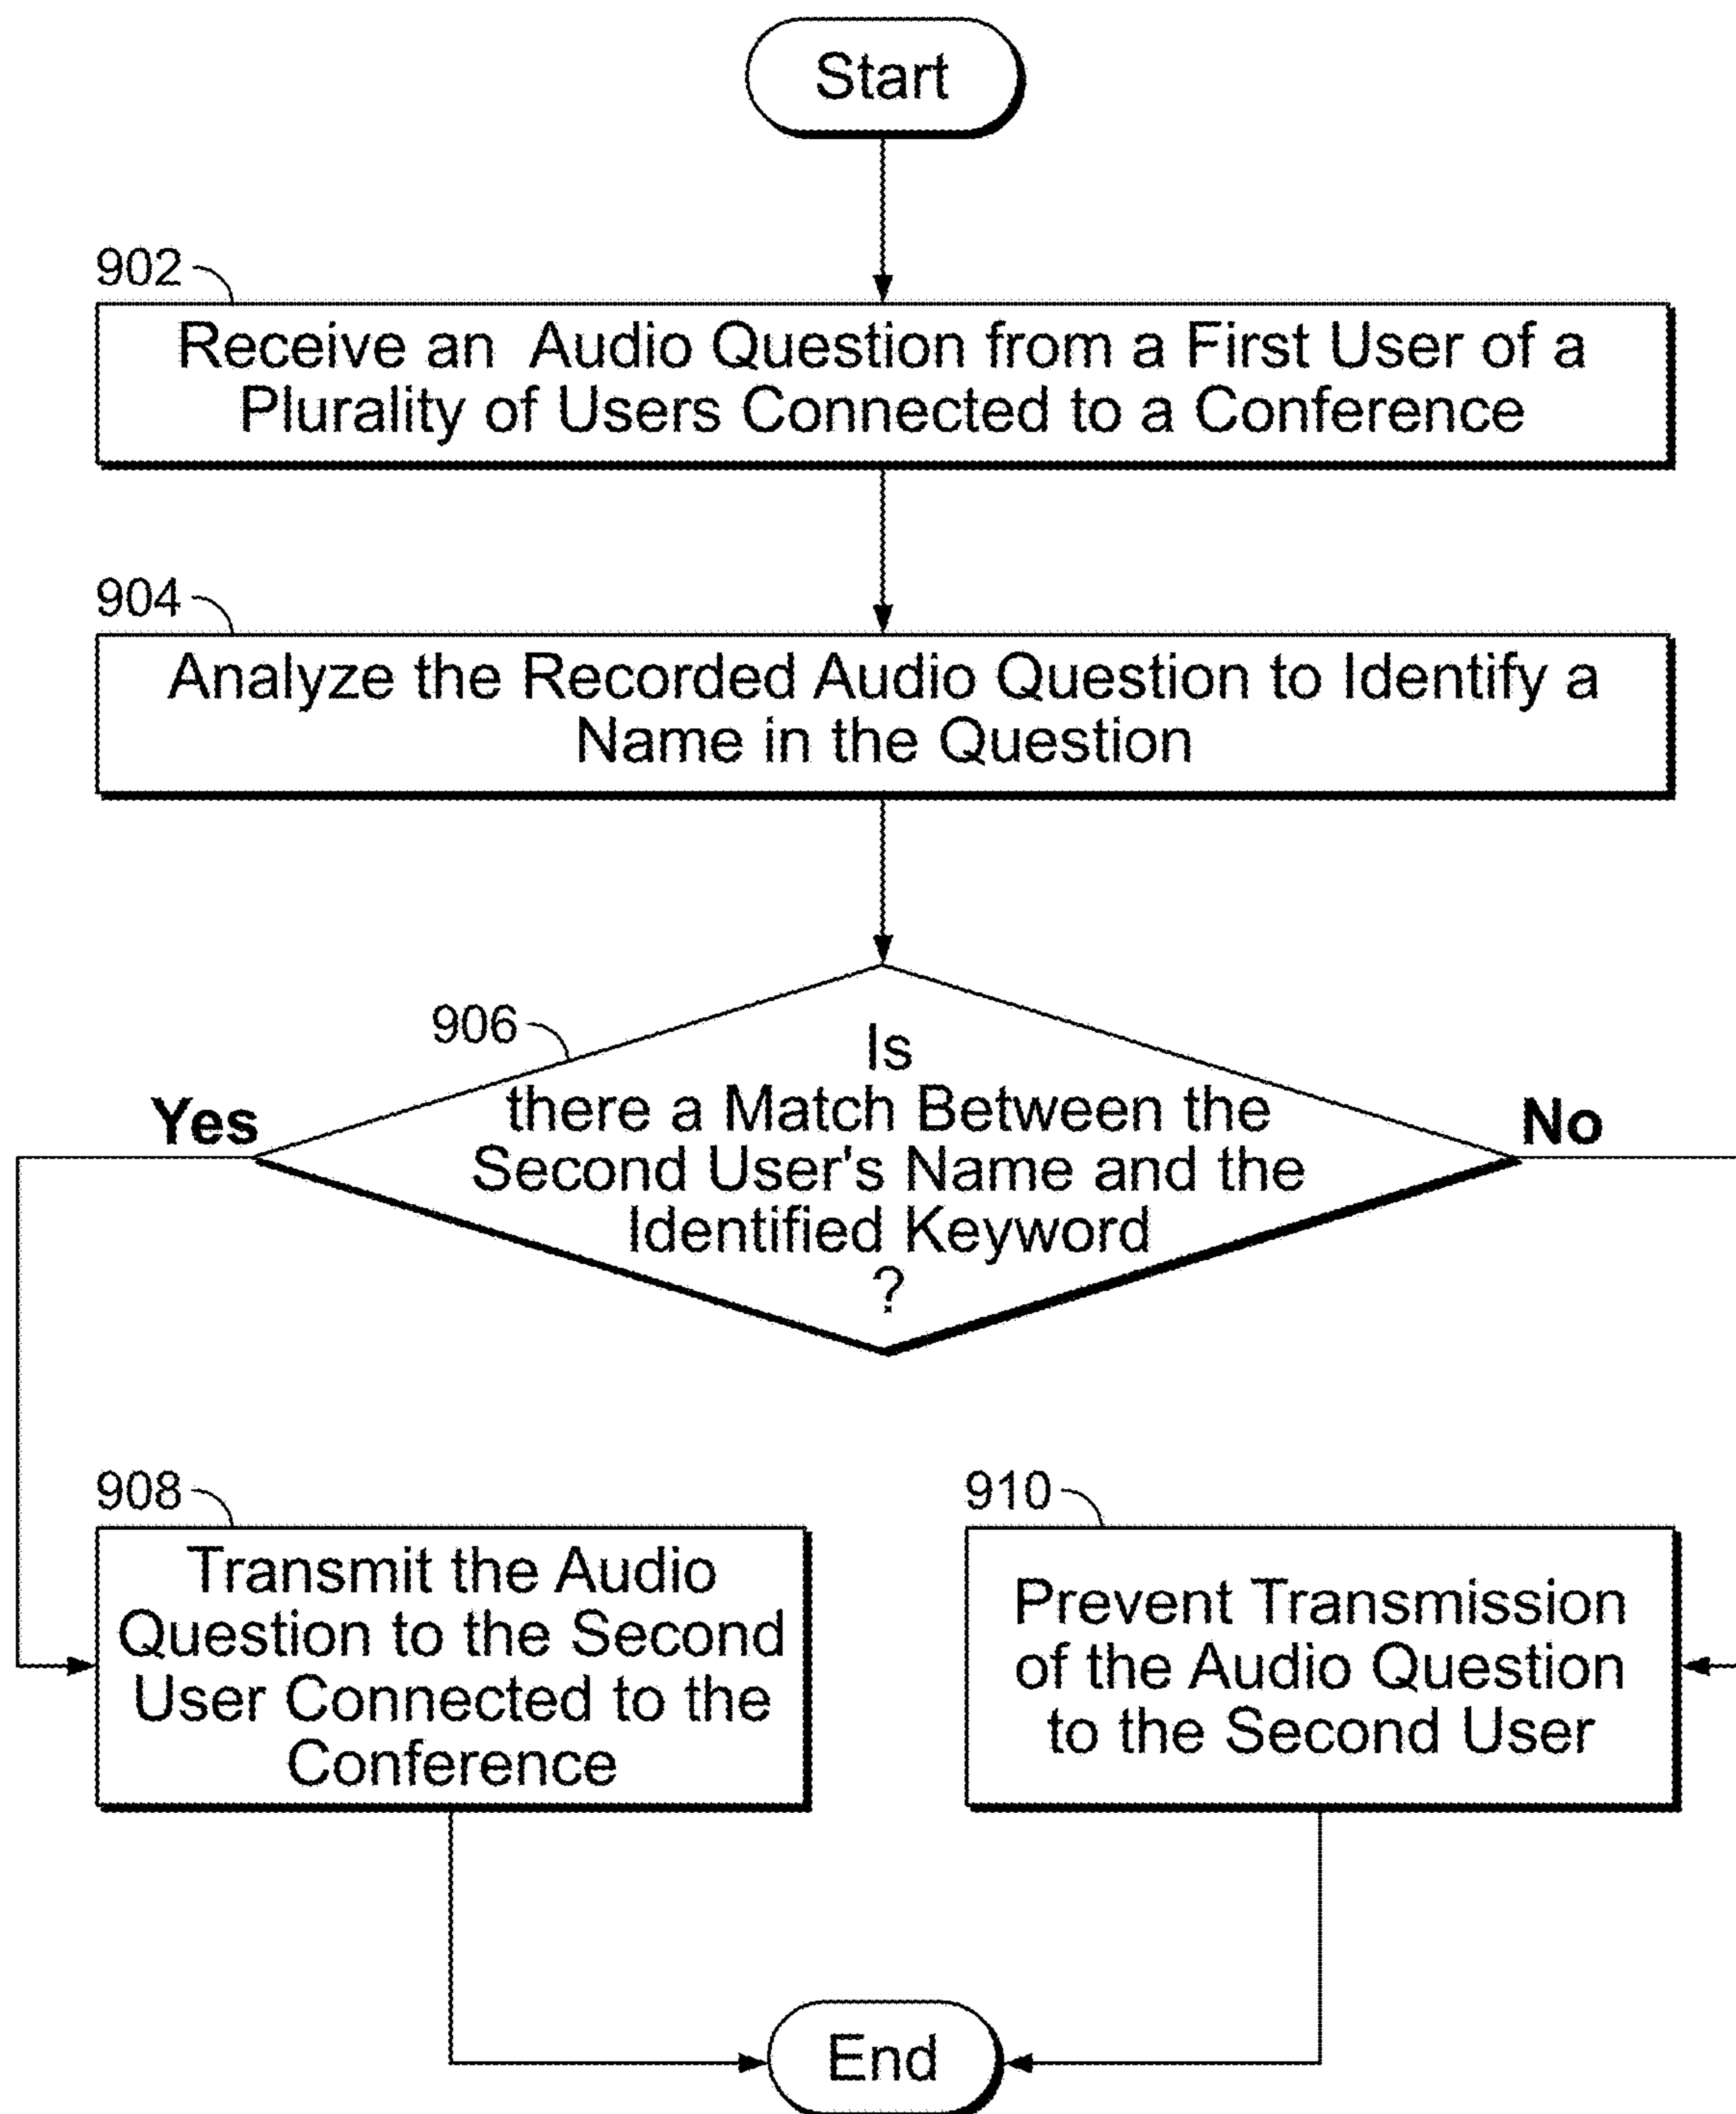 Start
902
Receive an Audio Question from a First User of a
Plurality of Users Connected to a Conference
904
Analyze the Recorded Audio Question to Identify a
Name in the Question
906
Is
there a Match Between the
Second User's Name and the
Identified Keyword
?
Yes
No
908
Transmit the Audio
Question to the Second
User Connected to the
Conference
910
Prevent Transmission
of the Audio Question
to the Second User
End